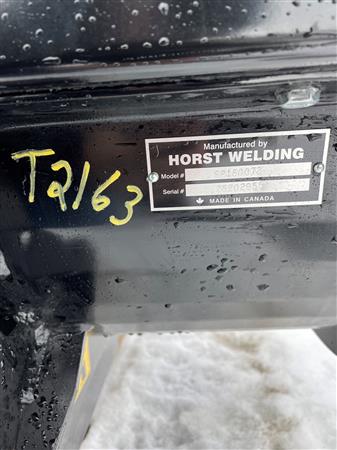 T2163
Manufactured by
HORST WELDING
Model #
Serial #
MADE IN CANADA